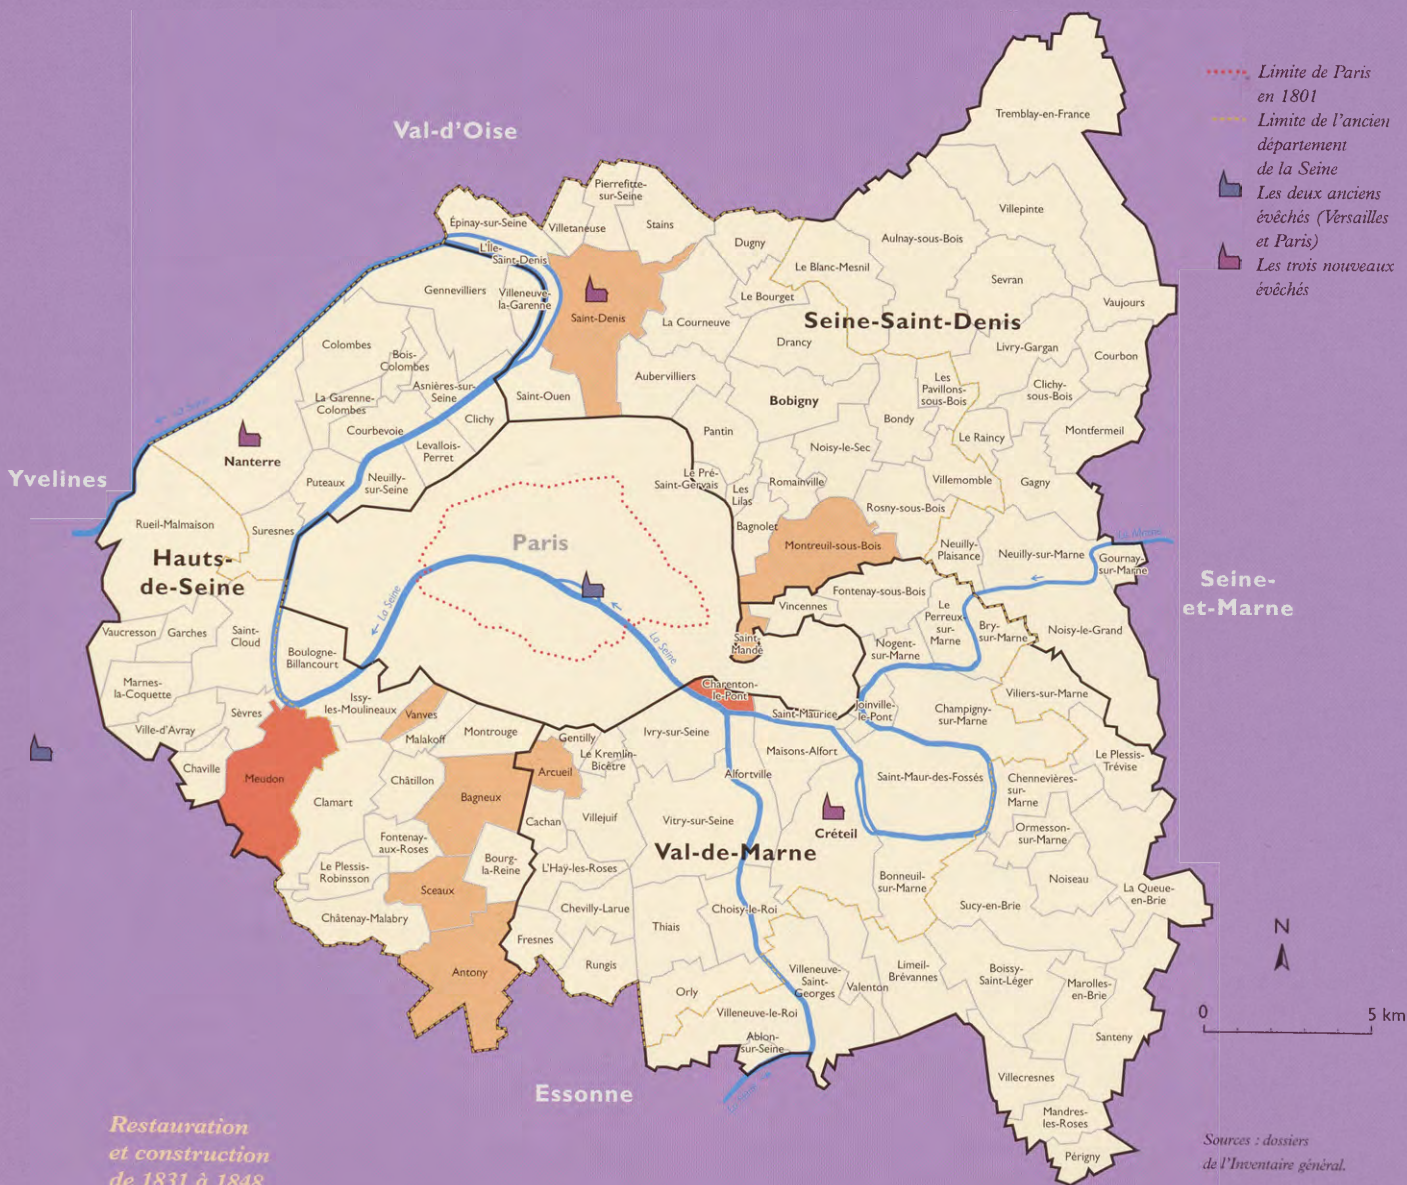 Limite de Paris
en 1801
Limite de l'ancien
département
de la Seine
Les deux anciens
évêchés (Versailles
et Paris)
Les trois nouveaux
évêchés
Val-d'Oise
Tremblay-en-France
Pierrefitte-
sur-Seine
Épinay-sur-Seine
Villetaneuse
Stains
Villepinte
Dugny
Aulnay-sous-Bois
L'Île-
Saint-Denis
Le Blanc-Mesnil
Sevran
Gennevilliers
Villeneuve-
la-Garenne
Le Bourget
Vaujours
Saint-Denis
La Courneuve
Seine-Saint-Denis
Colombes
Drancy
Livry-Gargan
Courbon
Bois-
Colombes
Aubervilliers
Les
Pavillons-
sous-Bois
Clichy-
sous-Bois
Asnières-sur-
Seine
Saint-Ouen
La Garenne-
Colombes
Bobigny
La Seine
Clichy
Bondy
Courbevoie
Pantin
Montfermeil
Le Raincy
Levallois-
Perret
Noisy-le-Sec
Nanterre
Yvelines
Puteaux
Neuilly-
sur-Seine
Le Pré-
Saint-Gervais
Les
Lilas
Romainville
Villemomble
Gagny
Rosny-sous-Bois
Rueil-Malmaison
Suresnes
Bagnolet
Paris
Montreuil-sous-Bois
Neuilly-
Plaisance
Neuilly-sur-Marne
La Marne
Gournay-
sur-Marne
Hauts-
de-Seine
Seine-
et-Marne
Fontenay-sous-Bois
Vincennes
La Seine
Le
Perreux-
sur-
Marne
Bry-
sur-Marne
Noisy-le-Grand
Vaucresson
Garches
Saint-
Cloud
Saint-
Mandé
Nogent-
sur-Marne
Boulogne-
Billancourt
La Seine
Marnes-
la-Coquette
Charenton-
le-Pont
Viliers-sur-Marne
Issy-
les-Moulineaux
Joinville-
le-Pont
Champigny-
sur-Marne
Sèvres
Vanves
Saint-Maurice
Ville-d'Avray
Malakoff
Montrouge
Gentilly
Ivry-sur-Seine
Le Kremlin-
Bicêtre
Maisons-Alfort
Le Plessis-
Trévise
Chaville
Meudon
Châtillon
Arcueil
Alfortville
Saint-Maur-des-Fossés
Chennevières-
sur-
Marne
Clamart
Bagneux
Cachan
Villejuif
Vitry-sur-Seine
Créteil
Ormesson-
sur-Marne
Fontenay-
aux-Roses
Val-de-Marne
Le Plessis-
Robinsson
Bourg-
la-Reine
L'Haÿ-les-Roses
Bonneuil-
sur-Marne
Noiseau
La Queue-
en-Brie
Sceaux
Châtenay-Malabry
Chevilly-Larue
Choisy-le-Roi
Sucy-en-Brie
Thiais
N
Fresnes
Antony
Rungis
Villeneuve-
Saint-
Georges
Limeil-
Brévannes
Valenton
Boissy-
Saint-Léger
Marolles-
en-Brie
Orly
Villeneuve-le-Roi
0
5 km
Ablon-
sur-Seine
Santeny
Villecresnes
Essonne
La Seine
Mandres-
les-Roses
Périgny
Restauration
et construction
de 1831 à 1848
Sources : dossiers
de l'Inventaire général.